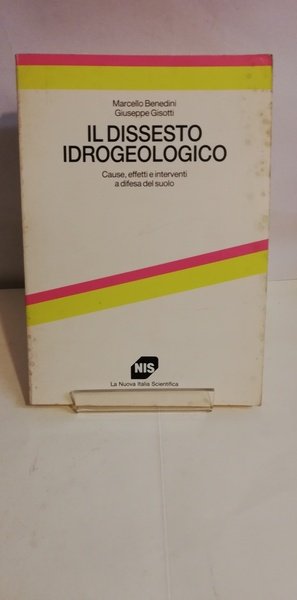 Marcello Benedini
Giuseppe Gisotti
IL DISSESTO
IDROGEOLOGICO
Cause, effetti e interventi
a difesa del suolo
NIS
La Nuova Italia Scientifica